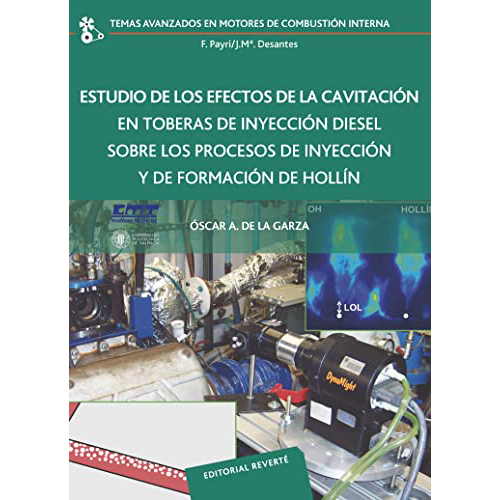 TEMAS AVANZADOS EN MOTORES DE COMBUSTIÓN INTERNA
F. Payri/J.Mª. Desantes
ESTUDIO DE LOS EFECTOS DE LA CAVITACIÓN
EN TOBERAS DE INYECCIÓN DIESEL
SOBRE LOS PROCESOS DE INYECCIÓN
Y DE FORMACIÓN DE HOLLÍN
CMT
ÓSCAR A. DE LA GARZA
OH
HOLLÍN
LOL
DynaMight
EDITORIAL REVERTÉ